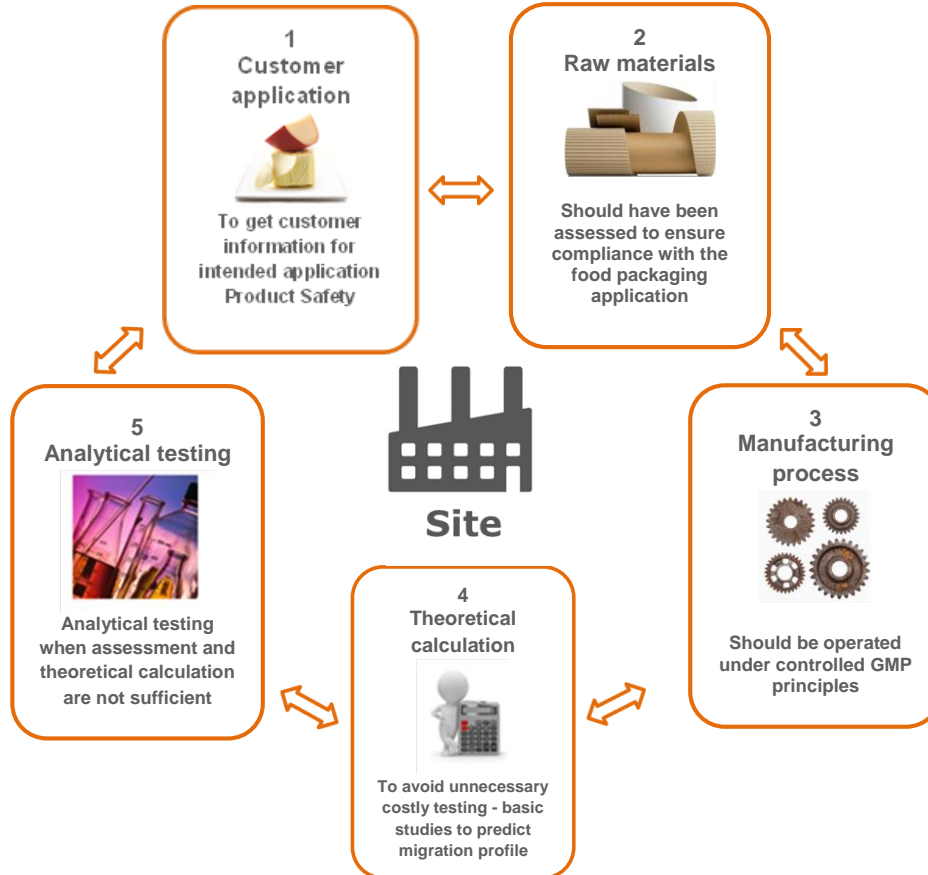 1
Customer
application
To get customer
information for
intended application
Product Safety
2
Raw materials
Should have been
assessed to ensure
compliance with the
food packaging
application
3
Manufacturing
process
Should be operated
under controlled GMP
principles
4
Theoretical
calculation
To avoid unnecessary
costly testing - basic
studies to predict
migration profile
5
Analytical testing
Analytical testing
when assessment and
theoretical calculation
are not sufficient
Site